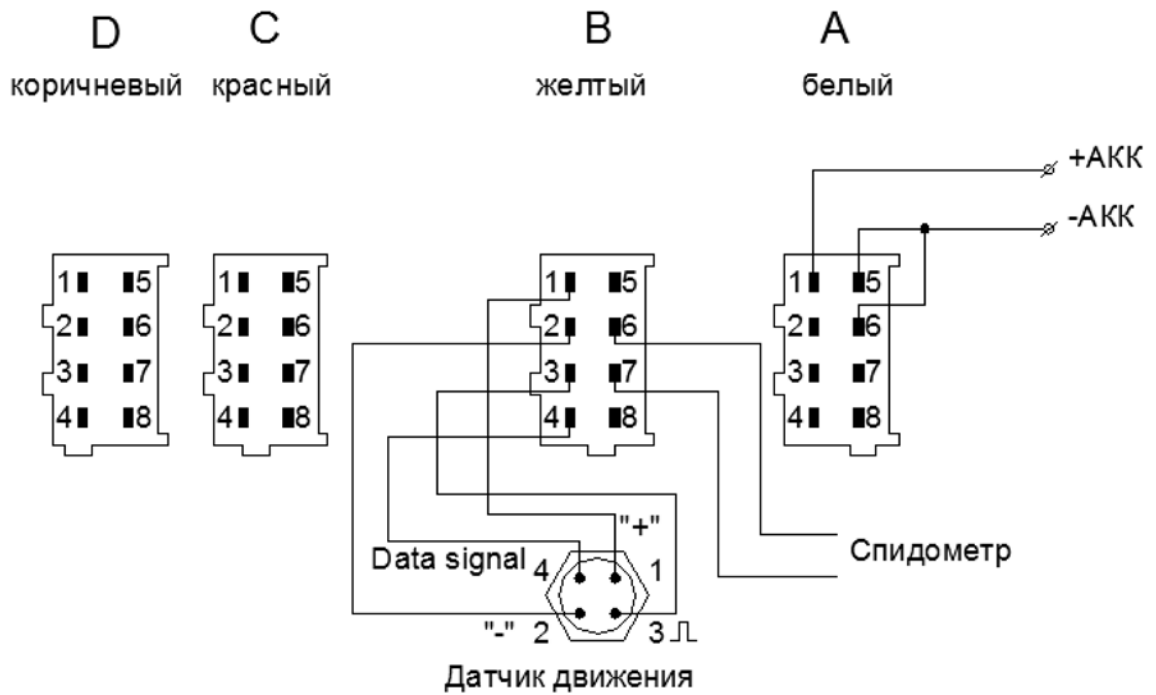 D C B A
коричневый красный желтый белый
+АКК
-АКК
1 5 1 5 1 5 1 5
2 6 2 6 2 6 2 6
3 7 3 7 3 7 3 7
4 8 4 8 4 8 4 8
"+"
Спидометр
Data signal 4 1
"-" 2 3
Датчик движения